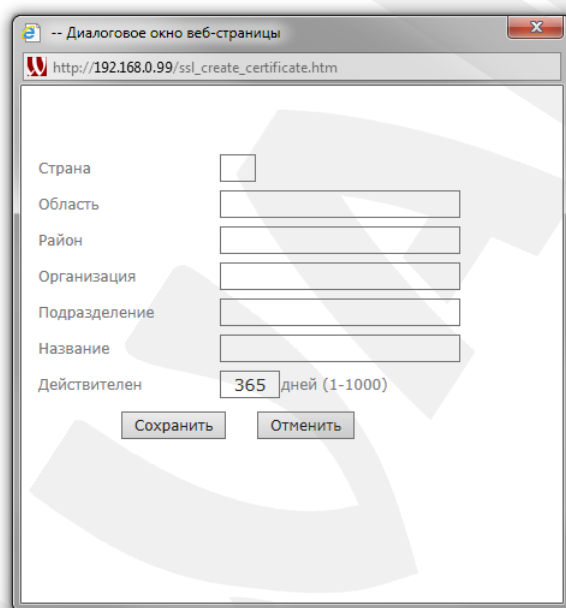 -- Диалоговое окно веб-страницы
http://192.168.0.99/ssl_create_certificate.htm
Страна
Область
Район
Организация
Подразделение
Название
Действителен 365 дней (1-1000)
Сохранить Отменить